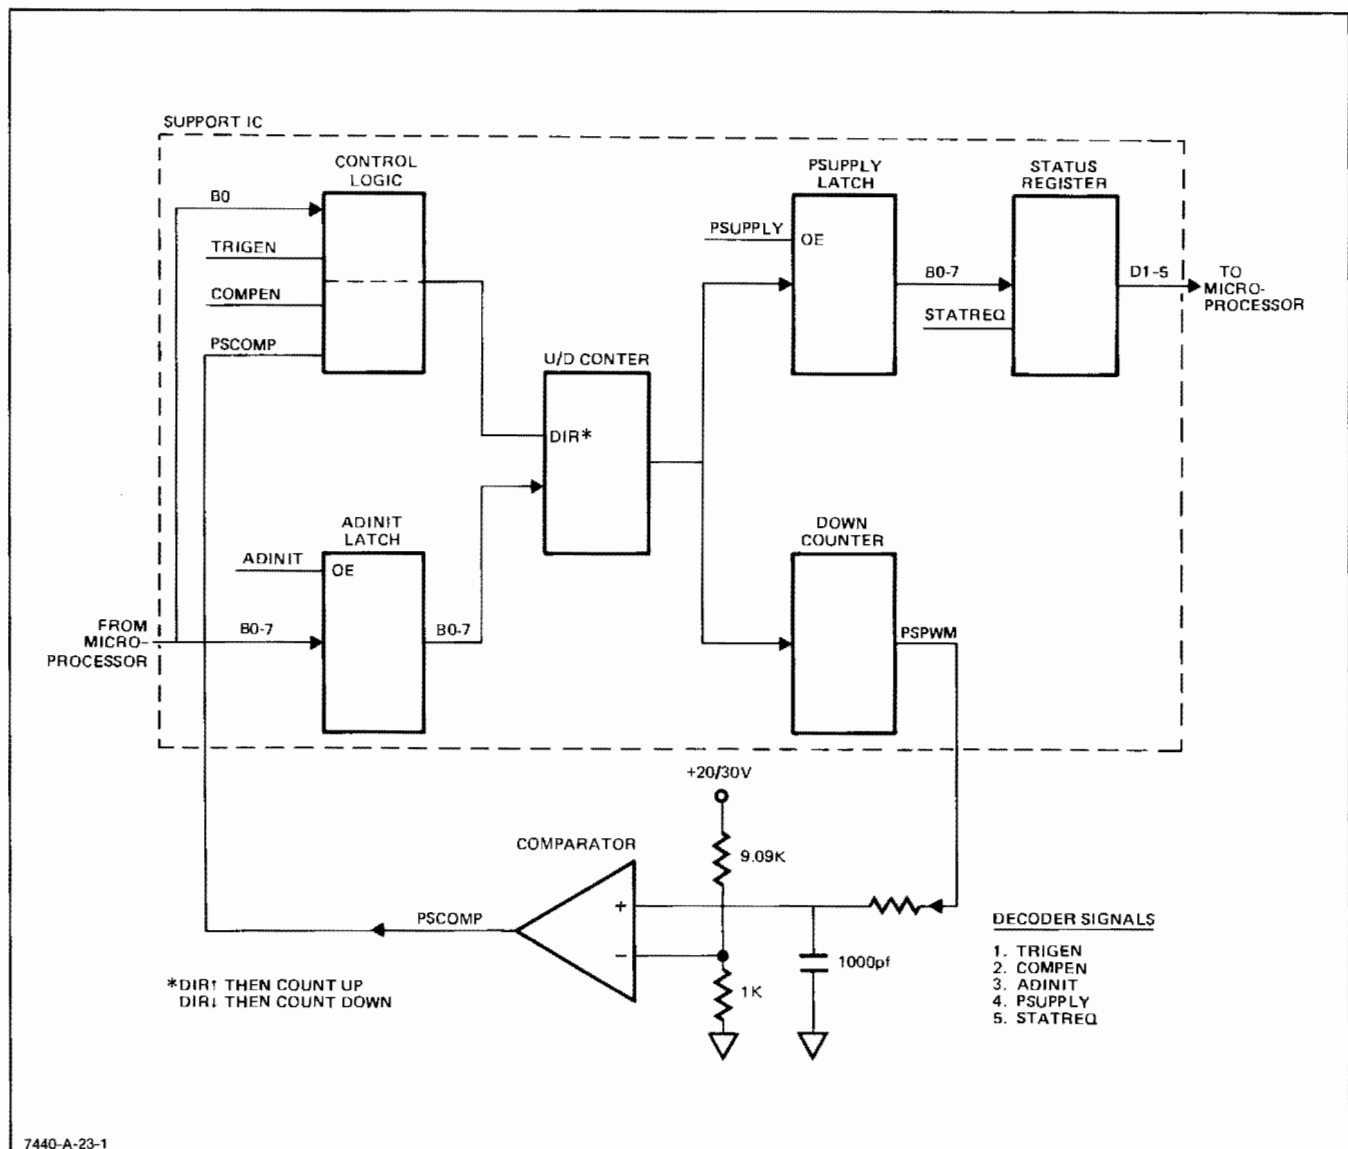 SUPPORT IC
CONTROL
LOGIC
B0
TRIGEN
COMPEN
PSCOMP
PSUPPLY
LATCH
PSUPPLY
OE
B0-7
STATUS
REGISTER
STATREQ
D1-5
TO
MICRO-
PROCESSOR
U/D CONTER
DIR*
ADINIT
LATCH
ADINIT
OE
FROM
MICRO-
PROCESSOR
B0-7
B0-7
DOWN
COUNTER
PSPWM
+20/30V
9.09K
COMPARATOR
+
−
PSCOMP
1K
1000pf
*DIR↑ THEN COUNT UP
DIR↓ THEN COUNT DOWN
DECODER SIGNALS
1. TRIGEN
2. COMPEN
3. ADINIT
4. PSUPPLY
5. STATREQ
7440-A-23-1